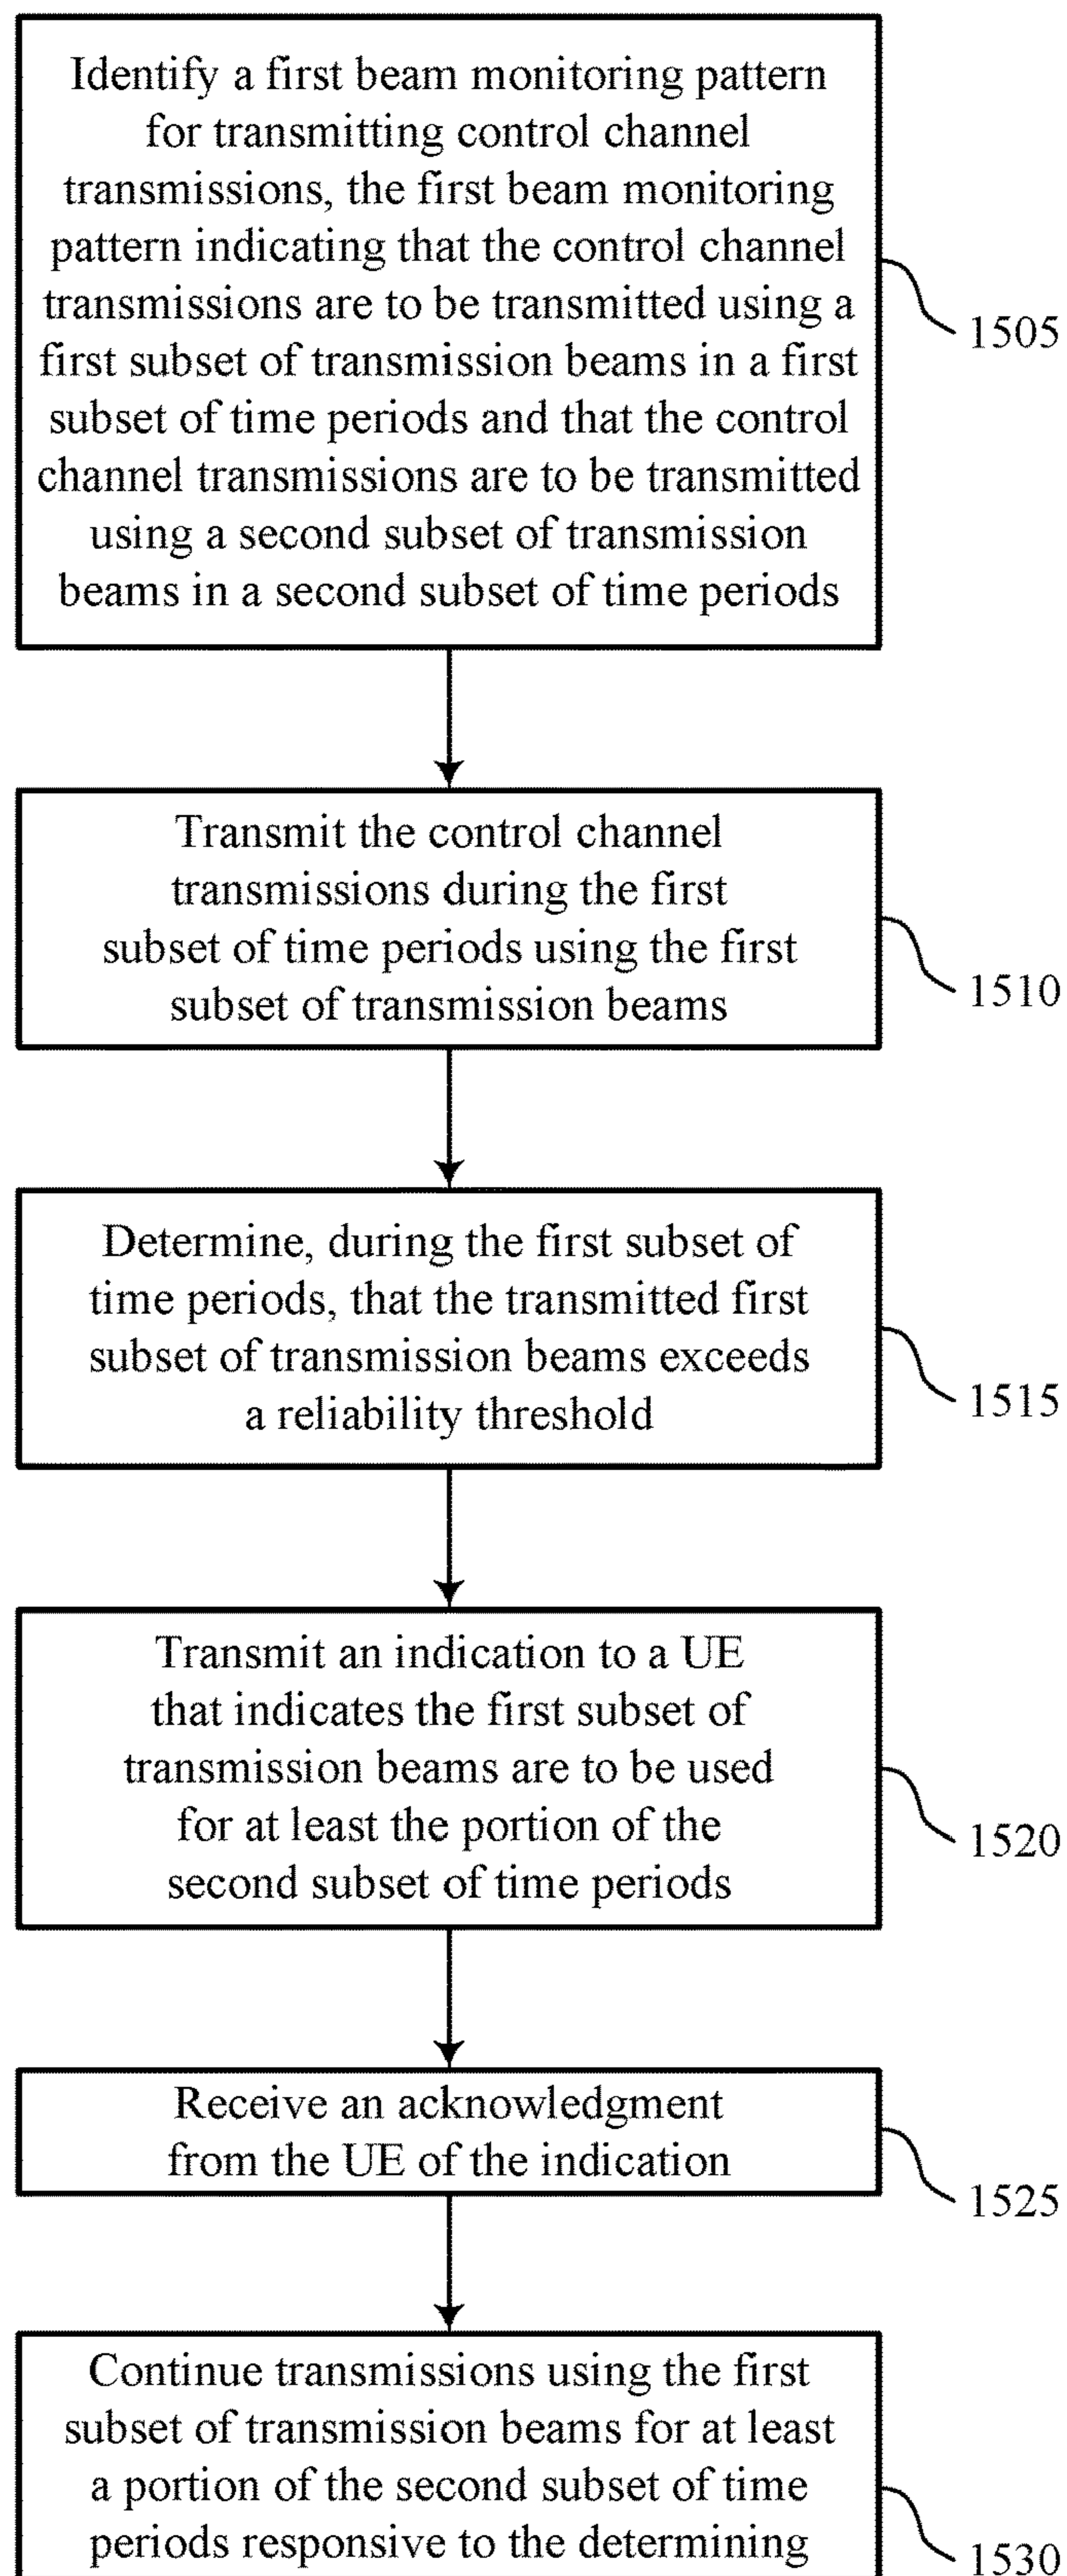 Identify a first beam monitoring pattern
for transmitting control channel
transmissions, the first beam monitoring
pattern indicating that the control channel
transmissions are to be transmitted using a
first subset of transmission beams in a first
subset of time periods and that the control
channel transmissions are to be transmitted
using a second subset of transmission
beams in a second subset of time periods
1505
Transmit the control channel
transmissions during the first
subset of time periods using the first
subset of transmission beams
1510
Determine, during the first subset of
time periods, that the transmitted first
subset of transmission beams exceeds
a reliability threshold
1515
Transmit an indication to a UE
that indicates the first subset of
transmission beams are to be used
for at least the portion of the
second subset of time periods
1520
Receive an acknowledgment
from the UE of the indication
1525
Continue transmissions using the first
subset of transmission beams for at least
a portion of the second subset of time
periods responsive to the determining
1530